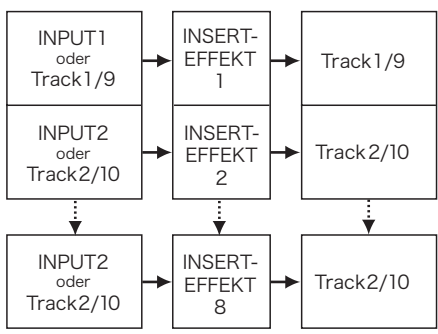 INPUT1
oder
Track1/9
INSERT-
EFFEKT
1
Track1/9
INPUT2
oder
Track2/10
INSERT-
EFFEKT
2
Track2/10
INPUT2
oder
Track2/10
INSERT-
EFFEKT
8
Track2/10